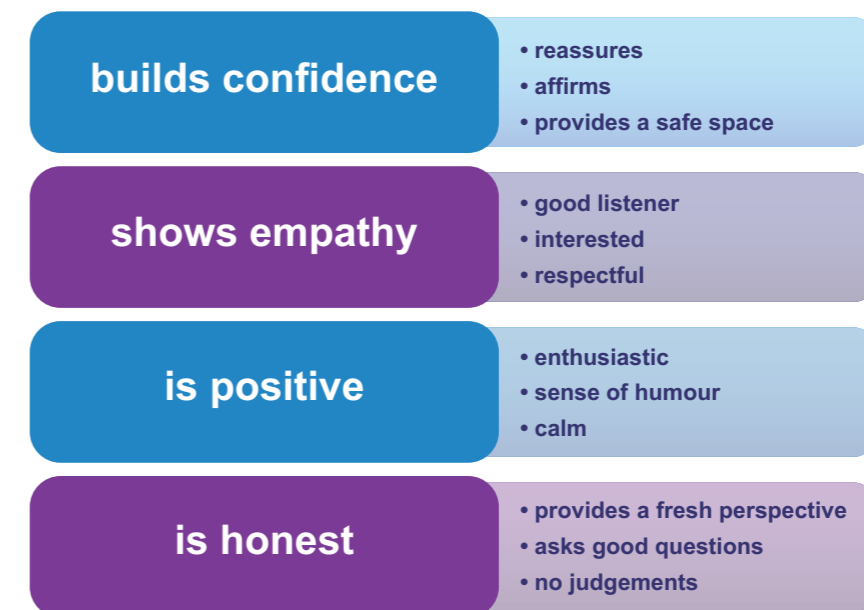 builds confidence
• reassures
• affirms
• provides a safe space
shows empathy
• good listener
• interested
• respectful
is positive
• enthusiastic
• sense of humour
• calm
is honest
• provides a fresh perspective
• asks good questions
• no judgements